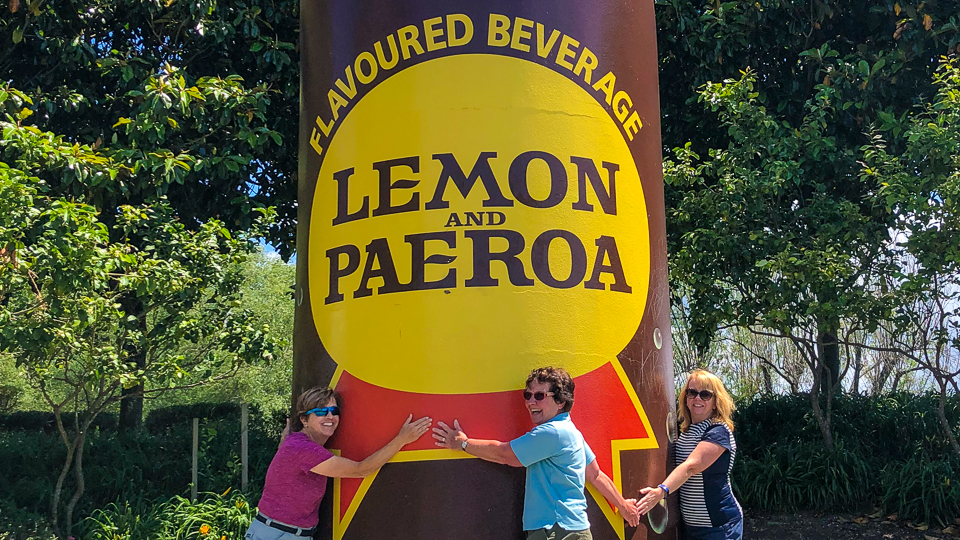 FLAVOURED BEVERAGE
LEMON
AND
PAEROA